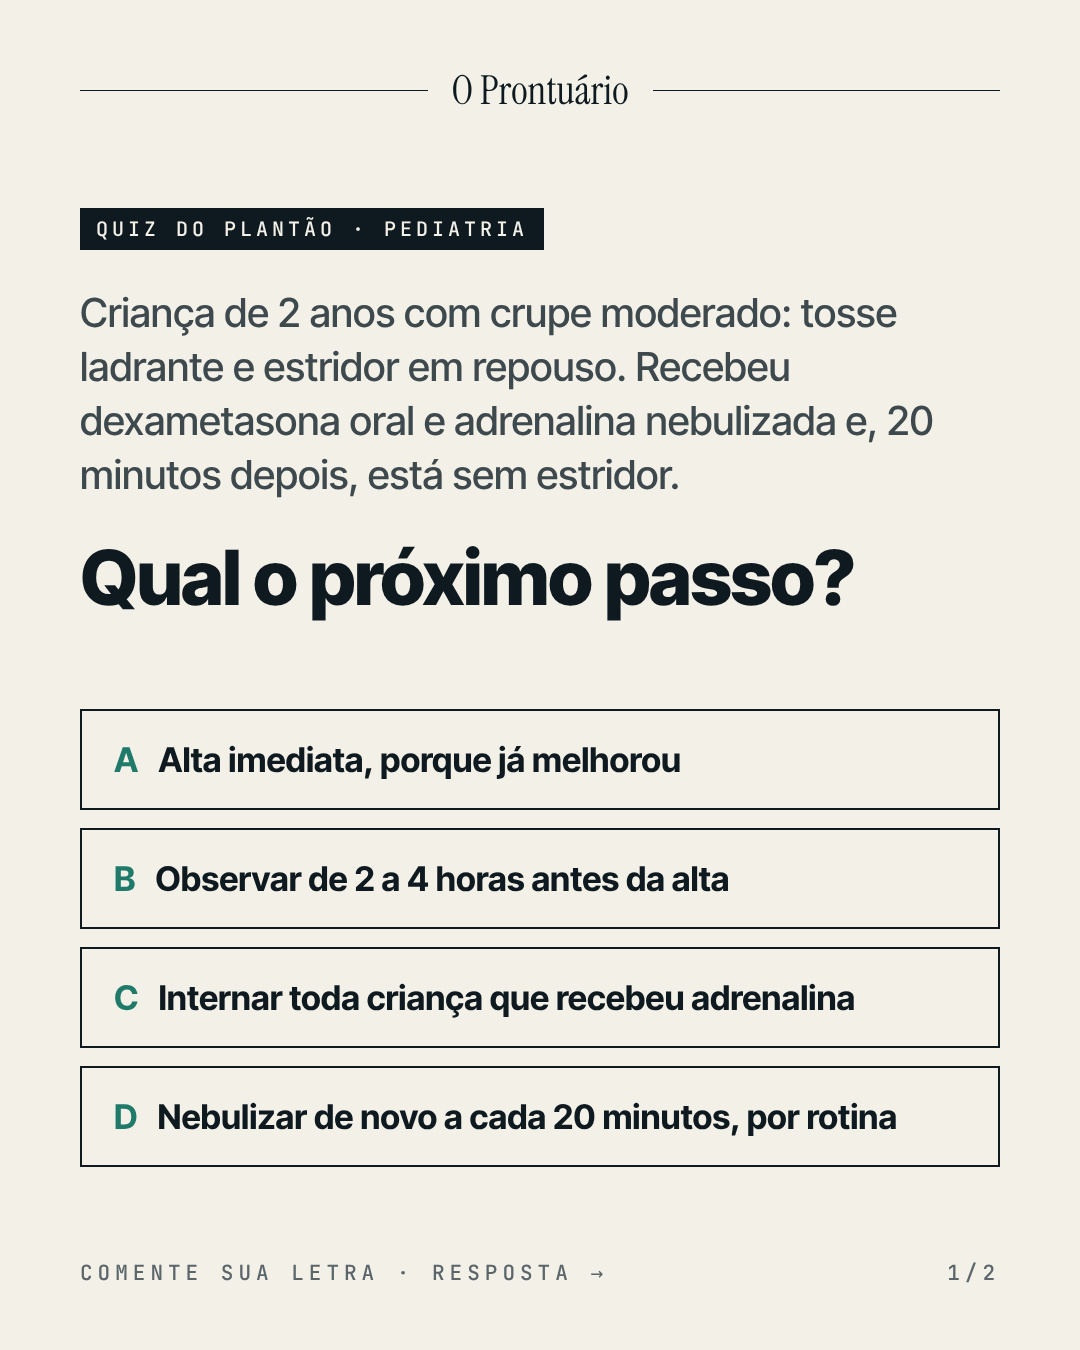 O Prontuário
QUIZ DO PLANTÃO · PEDIATRIA
Criança de 2 anos com crupe moderado: tosse
ladrante e estridor em repouso. Recebeu
dexametasona oral e adrenalina nebulizada e, 20
minutos depois, está sem estridor.
Qual o próximo passo?
A Alta imediata, porque já melhorou
B Observar de 2 a 4 horas antes da alta
C Internar toda criança que recebeu adrenalina
D Nebulizar de novo a cada 20 minutos, por rotina
COMENTE SUA LETRA · RESPOSTA → 1/2